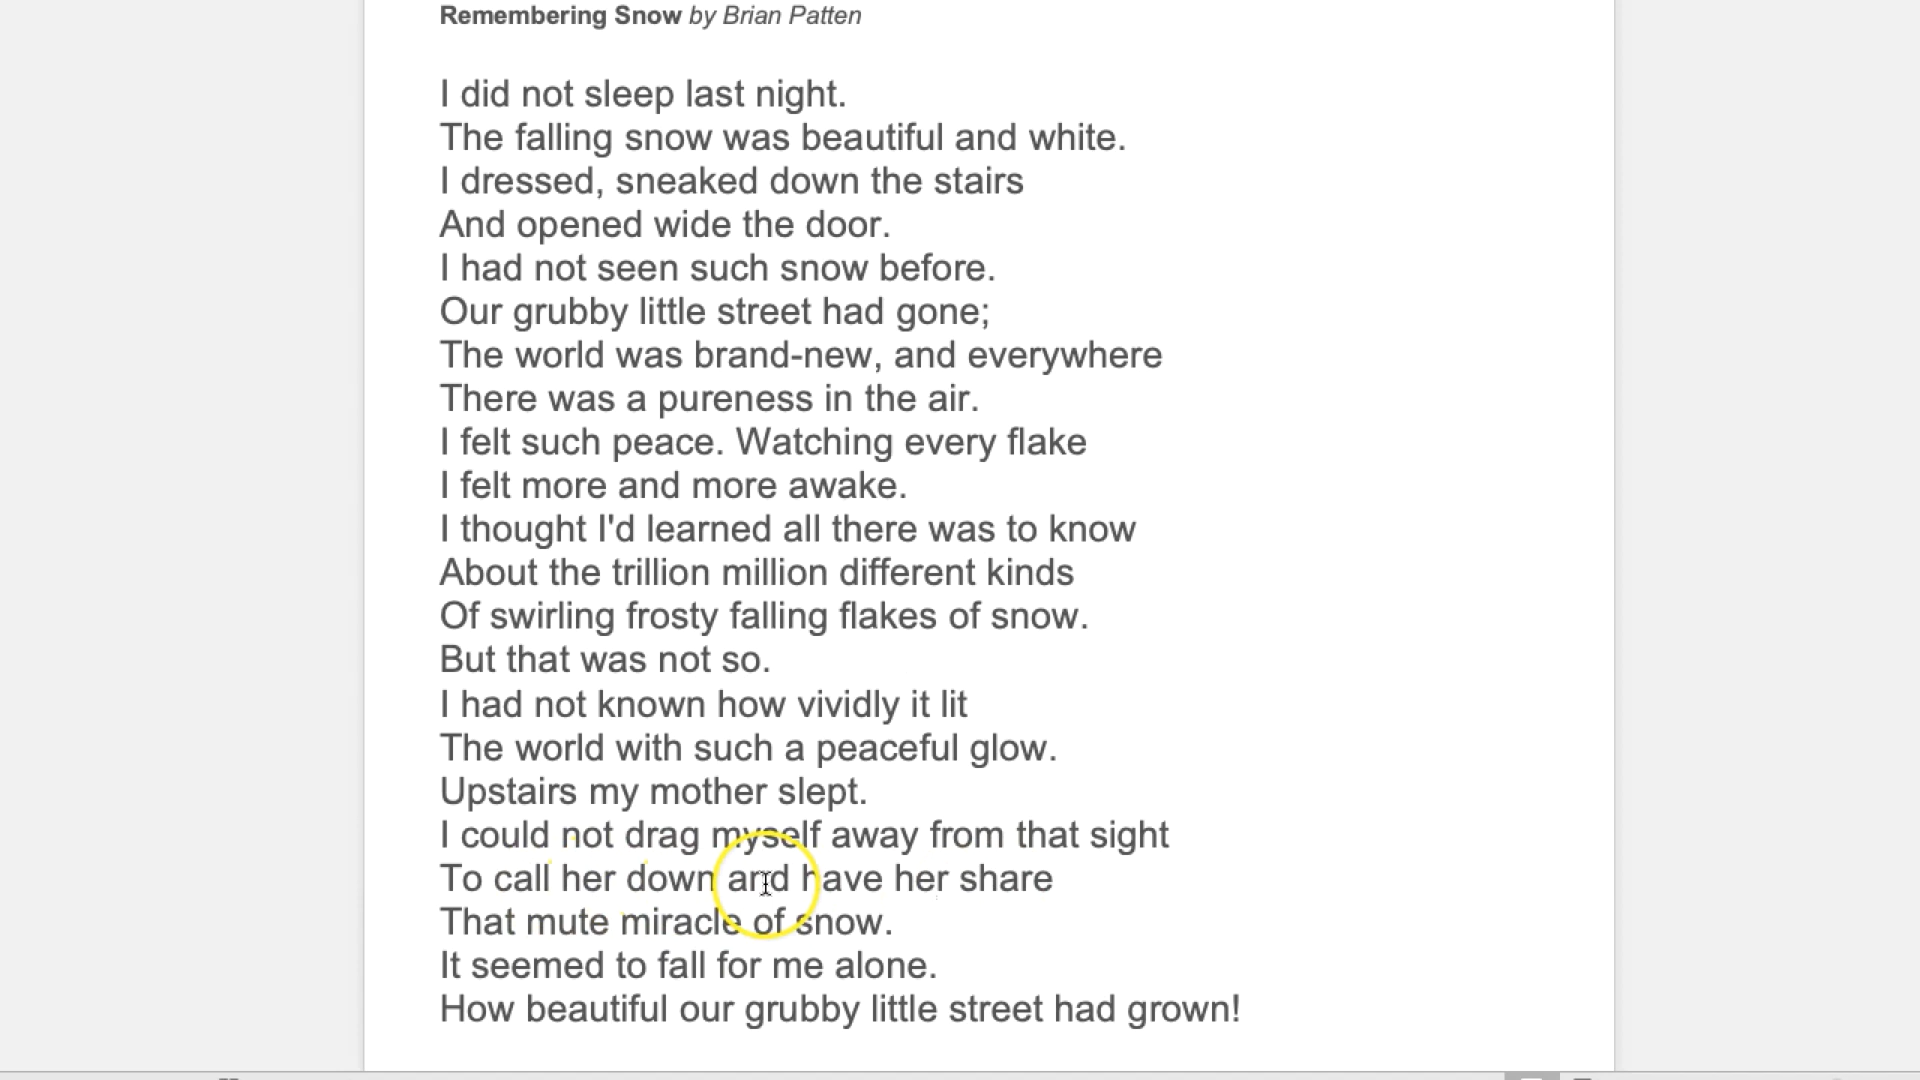 Remembering Snow by Brian Patten
I did not sleep last night.
The falling snow was beautiful and white.
I dressed, sneaked down the stairs
And opened wide the door.
I had not seen such snow before.
Our grubby little street had gone;
The world was brand-new, and everywhere
There was a pureness in the air.
I felt such peace. Watching every flake
I felt more and more awake.
I thought I'd learned all there was to know
About the trillion million different kinds
Of swirling frosty falling flakes of snow.
But that was not so.
I had not known how vividly it lit
The world with such a peaceful glow.
Upstairs my mother slept.
I could not drag myself away from that sight
To call her down and have her share
That mute miracle of snow.
It seemed to fall for me alone.
How beautiful our grubby little street had grown!